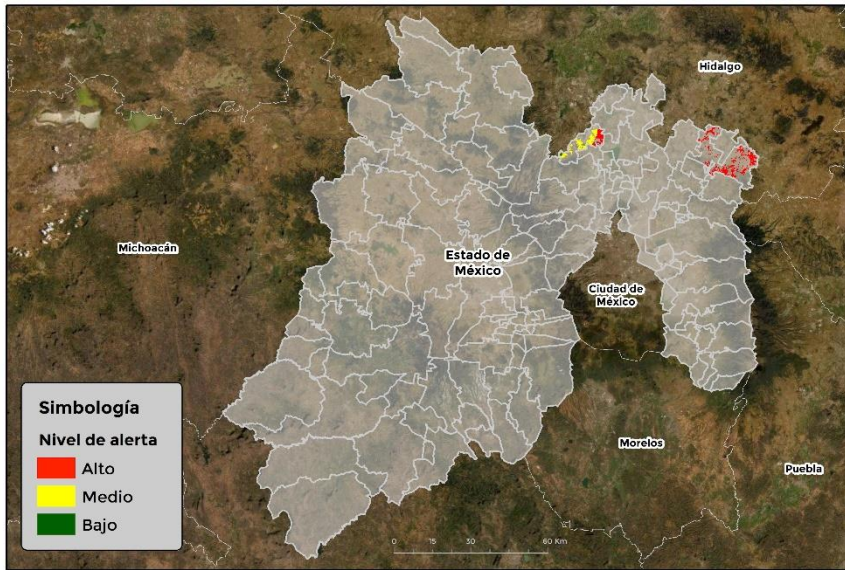 Hidalgo
Michoacán
Estado de
México
Ciudad de
México
Morelos
Puebla
Simbología
Nivel de alerta
Alto
Medio
Bajo
0 15 30 60 Km